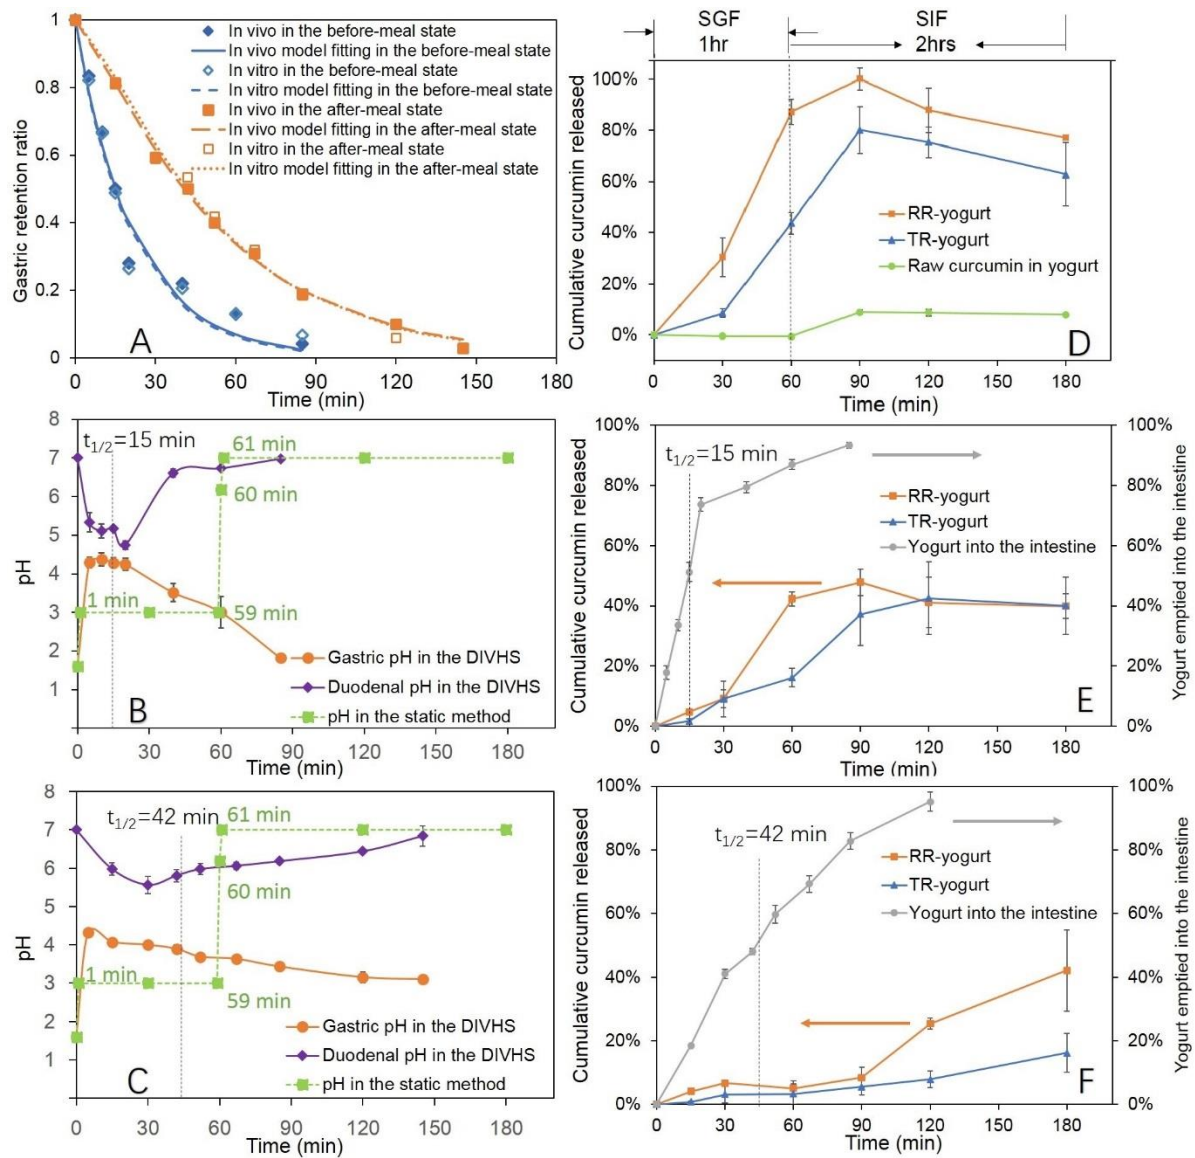 1
0.8
0.6
0.4
0.2
0
Gastric retention ratio
In vivo in the before-meal state
In vivo model fitting in the before-meal state
In vitro in the before-meal state
In vitro model fitting in the before-meal state
In vivo in the after-meal state
In vivo model fitting in the after-meal state
In vitro in the after-meal state
In vitro model fitting in the after-meal state
A
0 30 60 90 120 150 180
Time (min)
SGF
1hr
SIF
2hrs
100%
80%
60%
40%
20%
0%
Cumulative curcumin released
RR-yogurt
TR-yogurt
Raw curcumin in yogurt
D
0 30 60 90 120 150 180
Time (min)
8
7
6
5
4
3
2
1
pH
t1/2=15 min
61 min
60 min
1 min
59 min
Gastric pH in the DIVHS
Duodenal pH in the DIVHS
pH in the static method
B
0 30 60 90 120 150 180
Time (min)
100%
80%
60%
40%
20%
0%
Cumulative curcumin released
t1/2=15 min
RR-yogurt
TR-yogurt
Yogurt into the intestine
E
100%
80%
60%
40%
20%
0%
Yogurt emptied into the intestine
0 30 60 90 120 150 180
Time (min)
8
7
6
5
4
3
2
1
pH
t1/2=42 min
61 min
60 min
1 min
59 min
Gastric pH in the DIVHS
Duodenal pH in the DIVHS
pH in the static method
C
0 30 60 90 120 150 180
Time (min)
100%
80%
60%
40%
20%
0%
Cumulative curcumin released
t1/2=42 min
RR-yogurt
TR-yogurt
Yogurt into the intestine
F
100%
80%
60%
40%
20%
0%
Yogurt emptied into the intestine
0 30 60 90 120 150 180
Time (min)